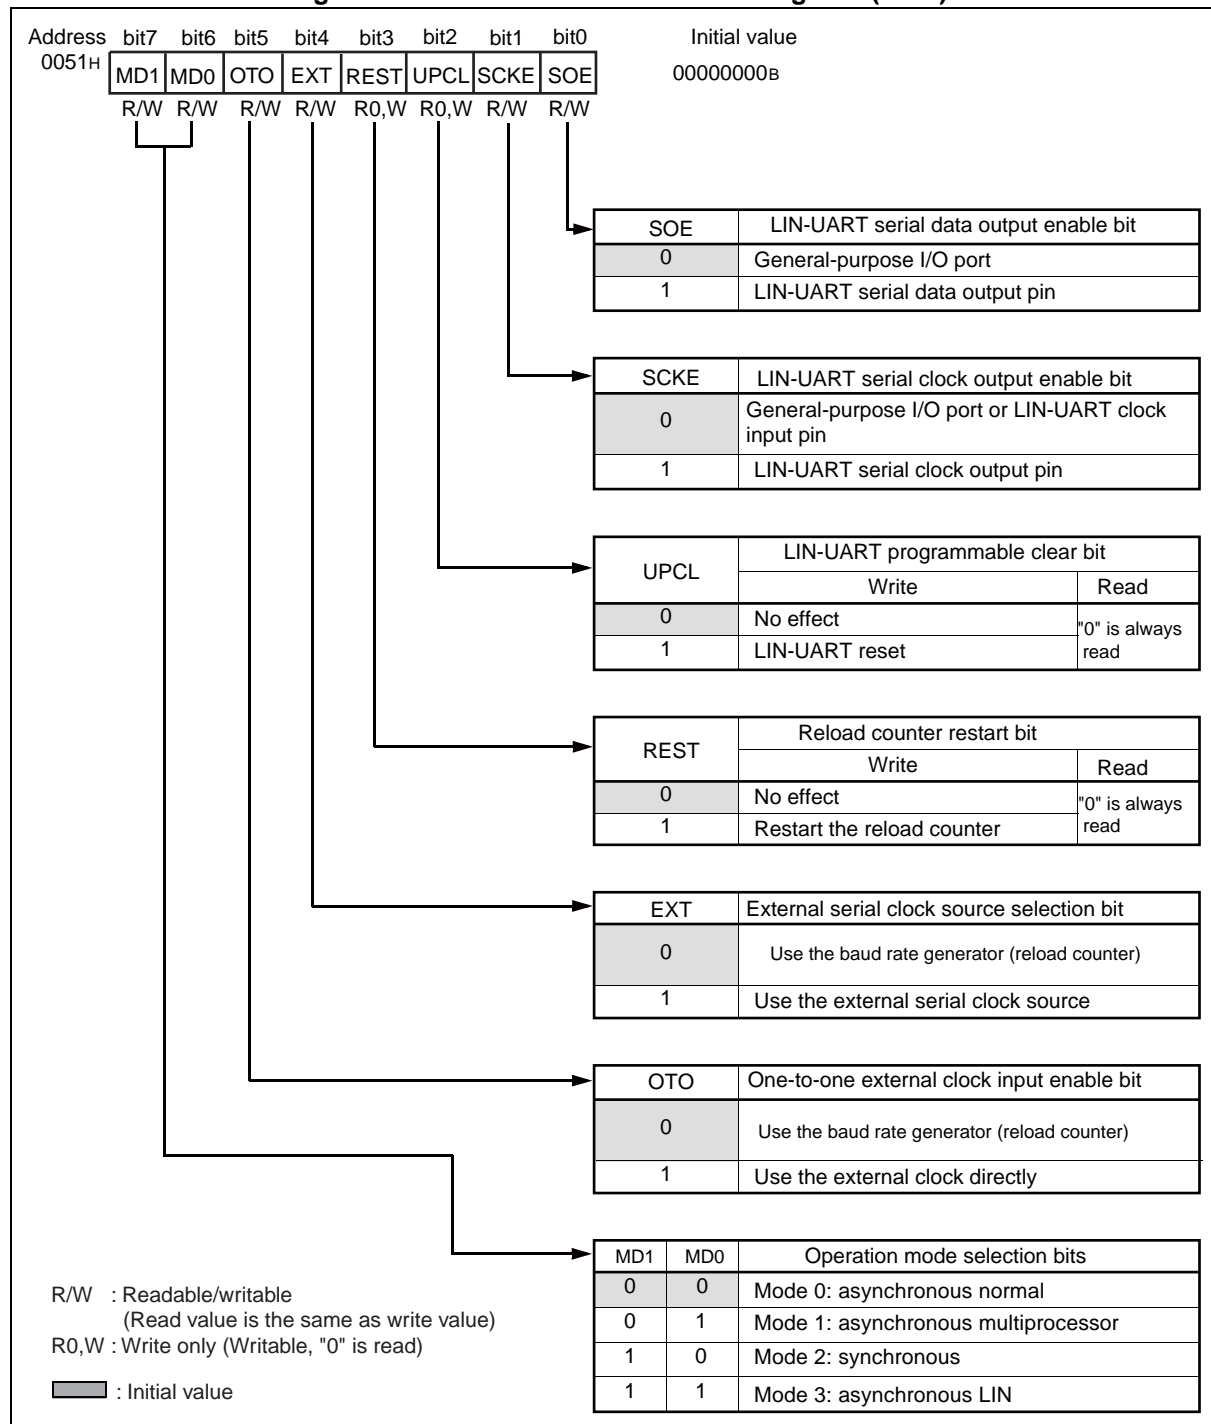 Address bit7 bit6 bit5 bit4 bit3 bit2 bit1 bit0 Initial value
0051H MD1 MD0 OTO EXT REST UPCL SCKE SOE 00000000B
R/W R/W R/W R/W R0,W R0,W R/W R/W
SOE LIN-UART serial data output enable bit
0 General-purpose I/O port
1 LIN-UART serial data output pin
SCKE LIN-UART serial clock output enable bit
0 General-purpose I/O port or LIN-UART clock
input pin
1 LIN-UART serial clock output pin
UPCL LIN-UART programmable clear bit
Write Read
0 No effect "0" is always
1 LIN-UART reset read
REST Reload counter restart bit
Write Read
0 No effect "0" is always
1 Restart the reload counter read
EXT External serial clock source selection bit
0 Use the baud rate generator (reload counter)
1 Use the external serial clock source
OTO One-to-one external clock input enable bit
0 Use the baud rate generator (reload counter)
1 Use the external clock directly
MD1 MD0 Operation mode selection bits
0 0 Mode 0: asynchronous normal
0 1 Mode 1: asynchronous multiprocessor
1 0 Mode 2: synchronous
1 1 Mode 3: asynchronous LIN
R/W : Readable/writable
(Read value is the same as write value)
R0,W : Write only (Writable, "0" is read)
: Initial value